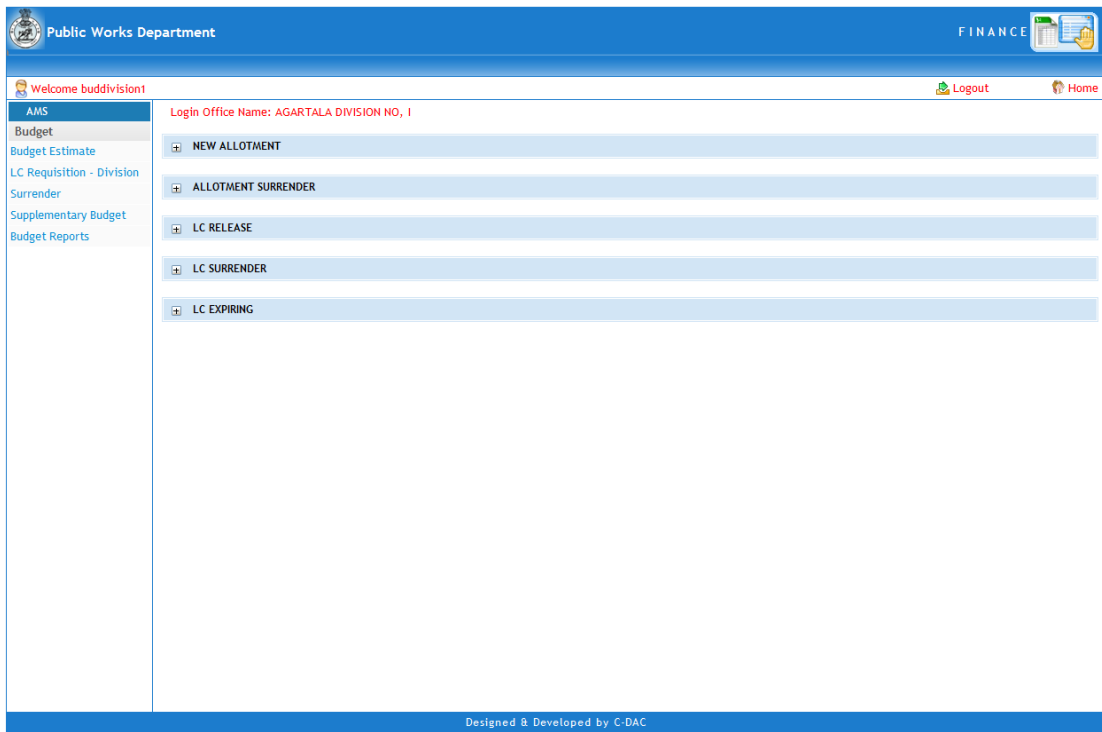 Public Works Department
FINANCE
Welcome buddivision1
Logout
Home
AMS
Budget
Budget Estimate
LC Requisition - Division
Surrender
Supplementary Budget
Budget Reports
Login Office Name: AGARTALA DIVISION NO, I
NEW ALLOTMENT
ALLOTMENT SURRENDER
LC RELEASE
LC SURRENDER
LC EXPIRING
Designed & Developed by C-DAC